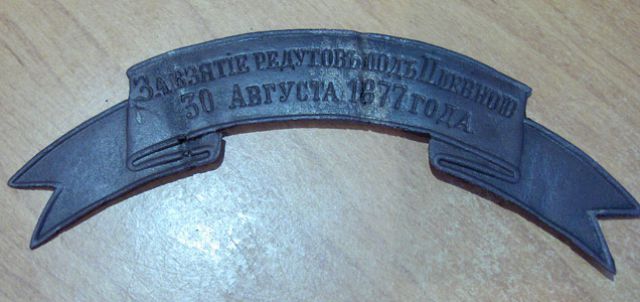 За взятіе редутовъ подъ Плевною
30 Августа 1877 года